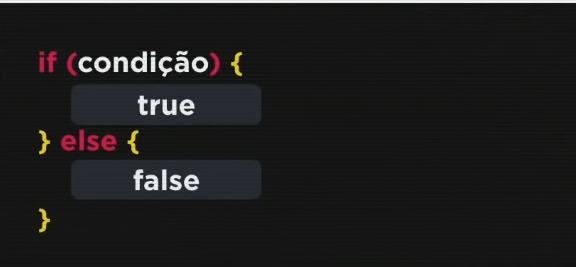 if (condição) {
true
} else {
false
}